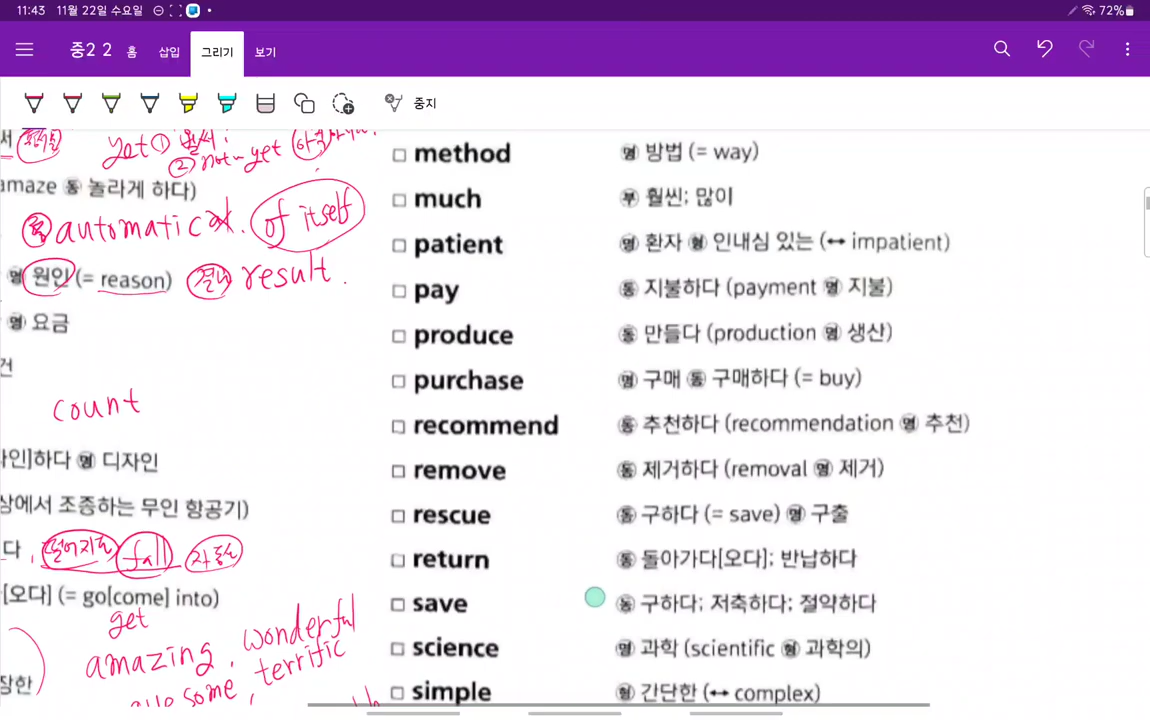 11:43 11월 22일 수요일 72%
중2 2 홈 삽입 그리기 보기
중지
서
yet ① 벌써;
② not ~ yet
amaze 동 놀라게 하다)
automatic of itself
명 원인 (= reason) result.
명 요금
건
count
인]하다 명 디자인
상에서 조종하는 무인 항공기)
다, fall
[오다] (= go[come] into)
get
amazing, wonderful
awesome, terrific
장한
method 명 방법 (= way)
much 부 훨씬; 많이
patient 명 환자 형 인내심 있는 (↔ impatient)
pay 동 지불하다 (payment 명 지불)
produce 동 만들다 (production 명 생산)
purchase 명 구매 동 구매하다 (= buy)
recommend 동 추천하다 (recommendation 명 추천)
remove 동 제거하다 (removal 명 제거)
rescue 동 구하다 (= save) 명 구출
return 동 돌아가다[오다]; 반납하다
save 동 구하다; 저축하다; 절약하다
science 명 과학 (scientific 형 과학의)
simple 형 간단한 (↔ complex)